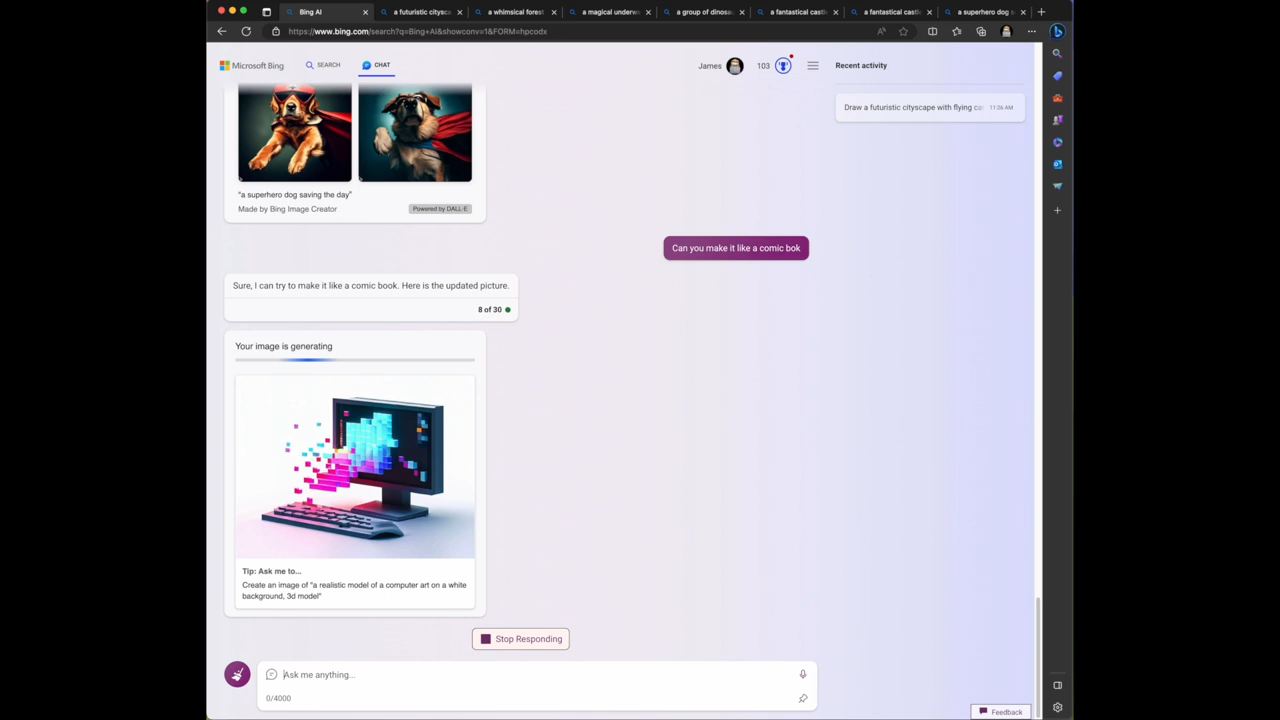 Bing AI
a futuristic citysca
a whimsical forest
a magical underwa
a group of dinosau
a fantastical castl
a fantastical castl
a superhero dog s
https://www.bing.com/search?q=Bing+AI&showconv=1&FORM=hpcodx
Microsoft Bing
SEARCH
CHAT
James
103
Recent activity
Draw a futuristic cityscape with flying ca
11:26 AM
"a superhero dog saving the day"
Made by Bing Image Creator
Powered by DALL·E
Can you make it like a comic bok
Sure, I can try to make it like a comic book. Here is the updated picture.
8 of 30
Your image is generating
Tip: Ask me to...
Create an image of "a realistic model of a computer art on a white
background, 3d model"
Stop Responding
Ask me anything...
0/4000
Feedback